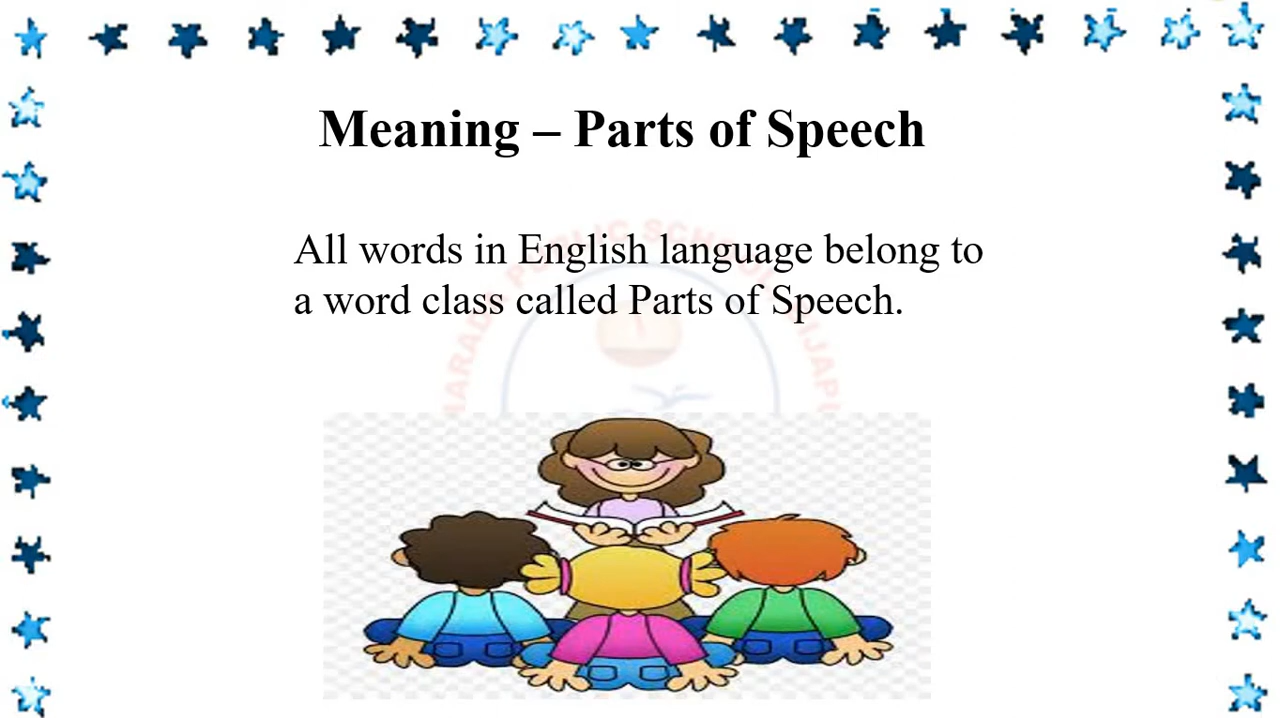 Meaning – Parts of Speech
All words in English language belong to
a word class called Parts of Speech.